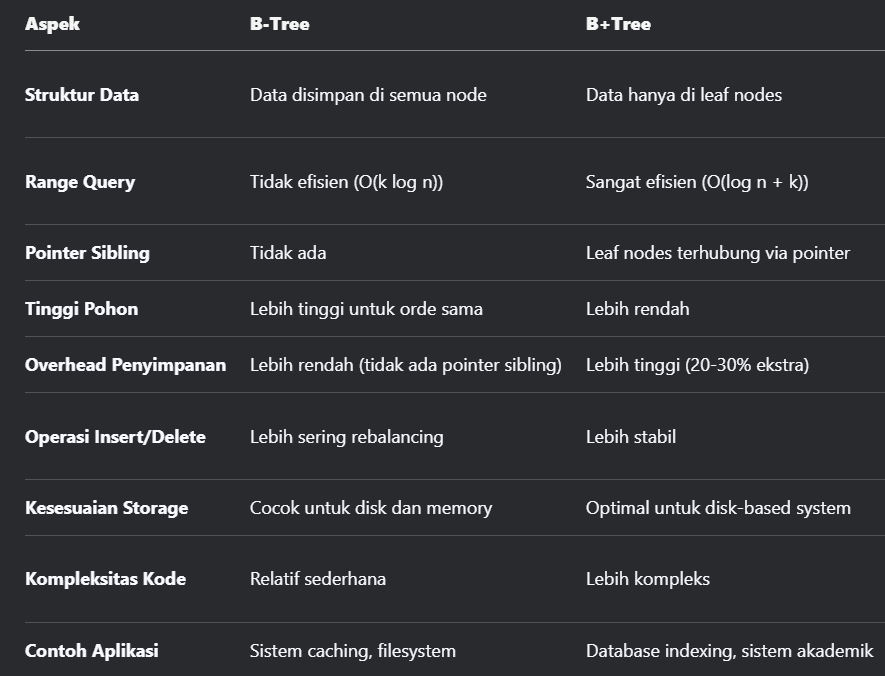 Aspek B-Tree B+Tree
Struktur Data Data disimpan di semua node Data hanya di leaf nodes
Range Query Tidak efisien (O(k log n)) Sangat efisien (O(log n + k))
Pointer Sibling Tidak ada Leaf nodes terhubung via pointer
Tinggi Pohon Lebih tinggi untuk orde sama Lebih rendah
Overhead Penyimpanan Lebih rendah (tidak ada pointer sibling) Lebih tinggi (20-30% ekstra)
Operasi Insert/Delete Lebih sering rebalancing Lebih stabil
Kesesuaian Storage Cocok untuk disk dan memory Optimal untuk disk-based system
Kompleksitas Kode Relatif sederhana Lebih kompleks
Contoh Aplikasi Sistem caching, filesystem Database indexing, sistem akademik